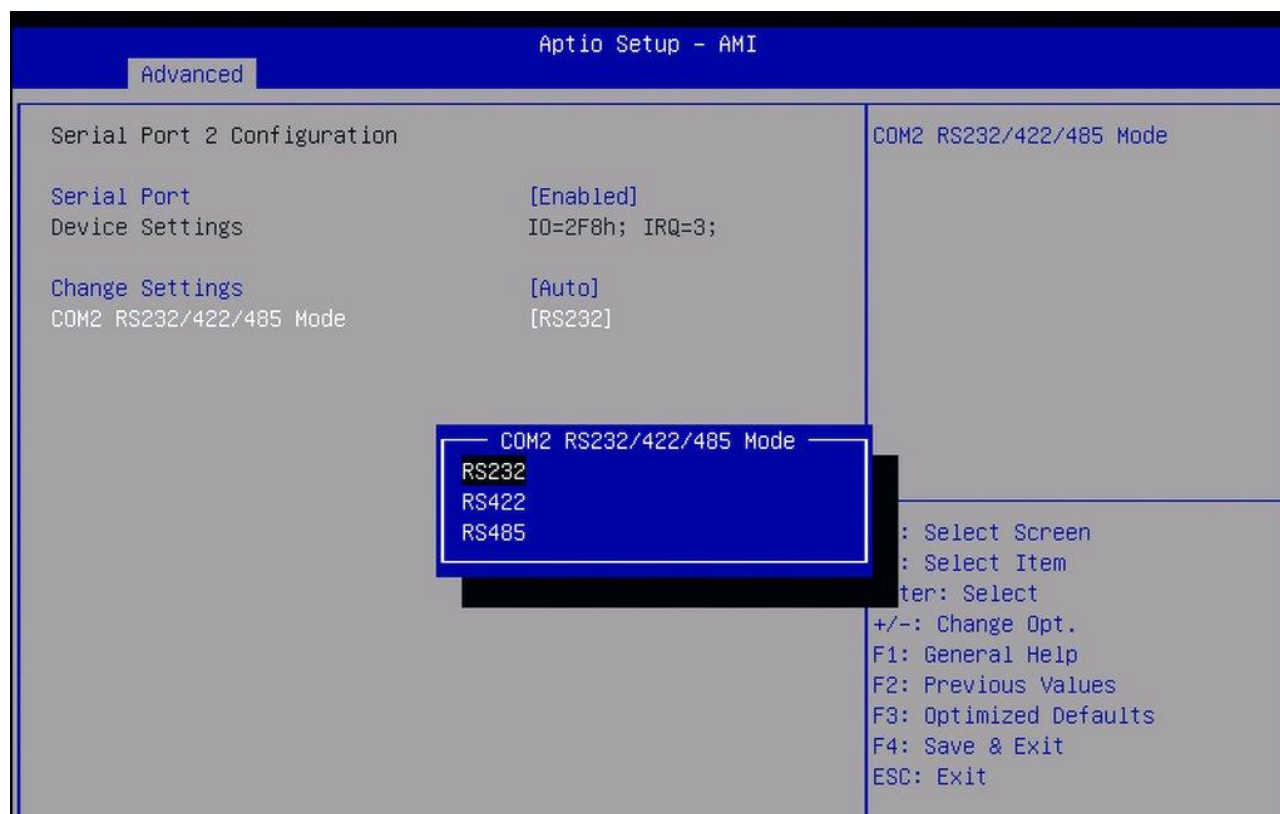 Aptio Setup – AMI
Advanced
Serial Port 2 Configuration
Serial Port [Enabled]
Device Settings IO=2F8h; IRQ=3;
Change Settings [Auto]
COM2 RS232/422/485 Mode [RS232]
COM2 RS232/422/485 Mode
RS232
RS422
RS485
COM2 RS232/422/485 Mode
: Select Screen
: Select Item
ter: Select
+/-: Change Opt.
F1: General Help
F2: Previous Values
F3: Optimized Defaults
F4: Save & Exit
ESC: Exit